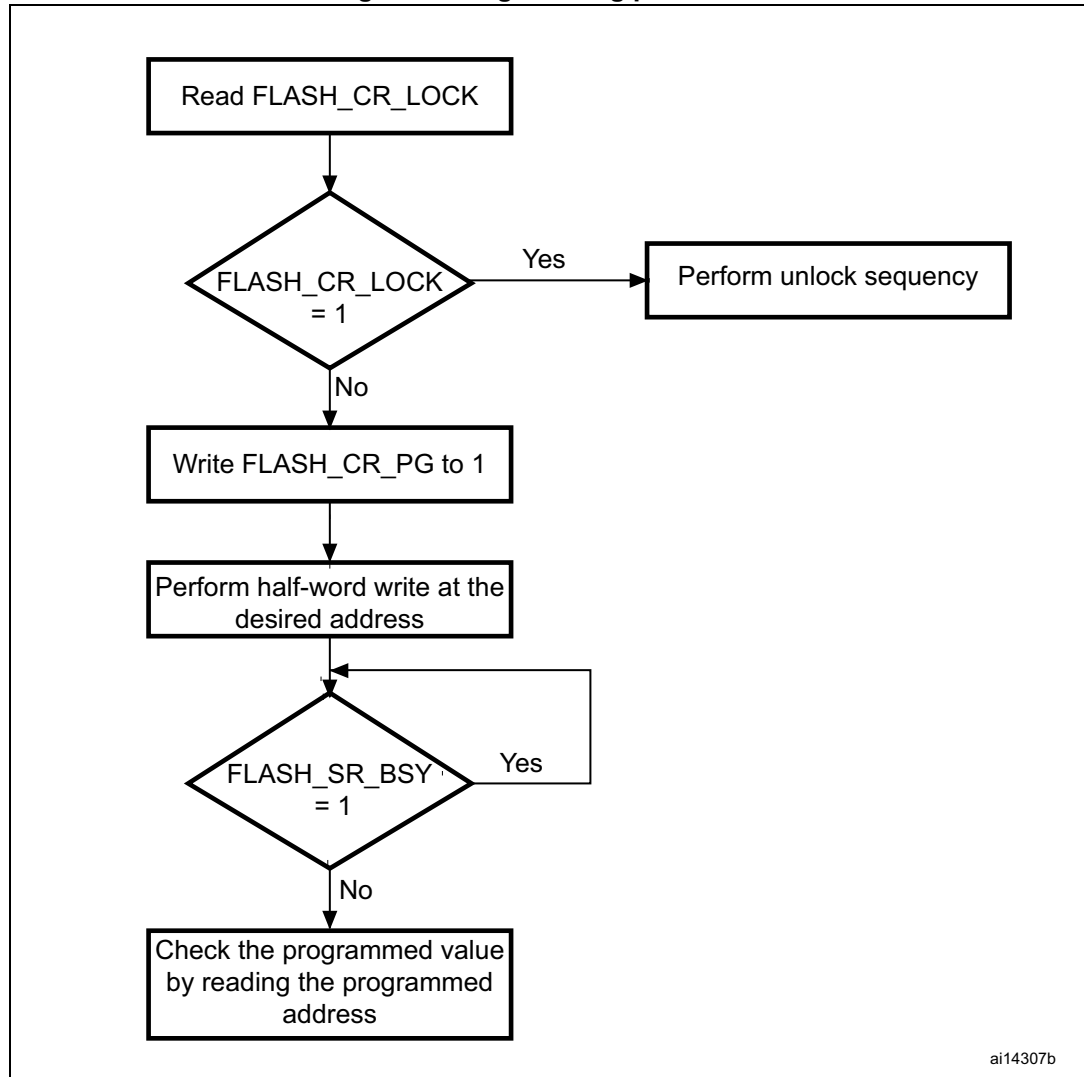 Read FLASH_CR_LOCK
FLASH_CR_LOCK
= 1
Yes
Perform unlock sequency
No
Write FLASH_CR_PG to 1
Perform half-word write at the
desired address
FLASH_SR_BSY
= 1
Yes
No
Check the programmed value
by reading the programmed
address
ai14307b